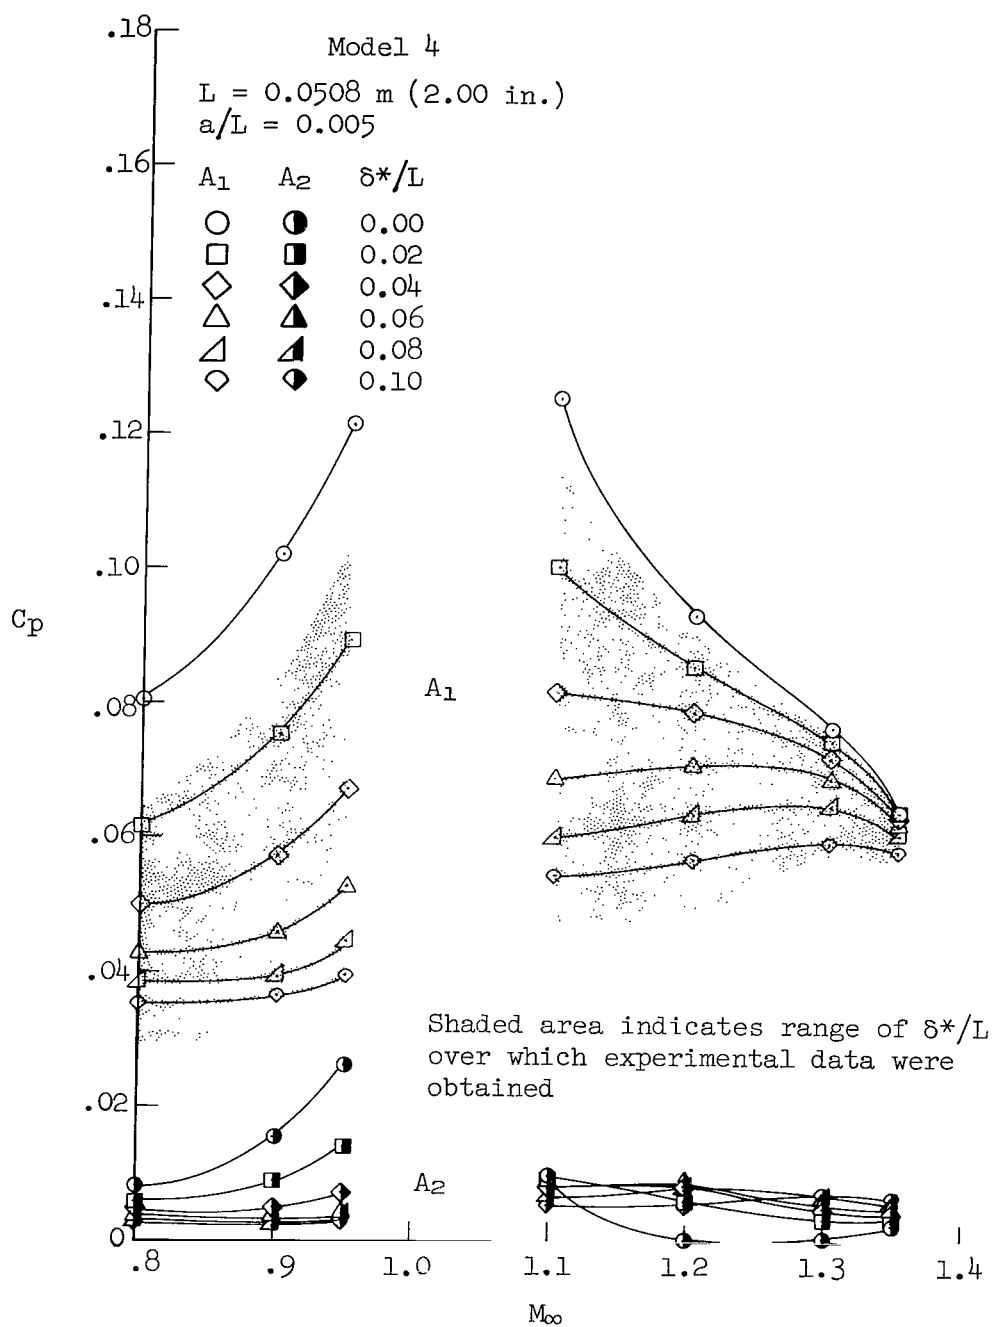 .18
Model 4
L = 0.0508 m (2.00 in.)
a/L = 0.005
.16
A₁ A₂ δ*/L
0.00
0.02
0.04
.14
0.06
0.08
0.10
.12
.10
Cp
A₁
.08
.06
.04
Shaded area indicates range of δ*/L
over which experimental data were
obtained
.02
A₂
0
.8 .9 1.0 1.1 1.2 1.3 1.4
M∞